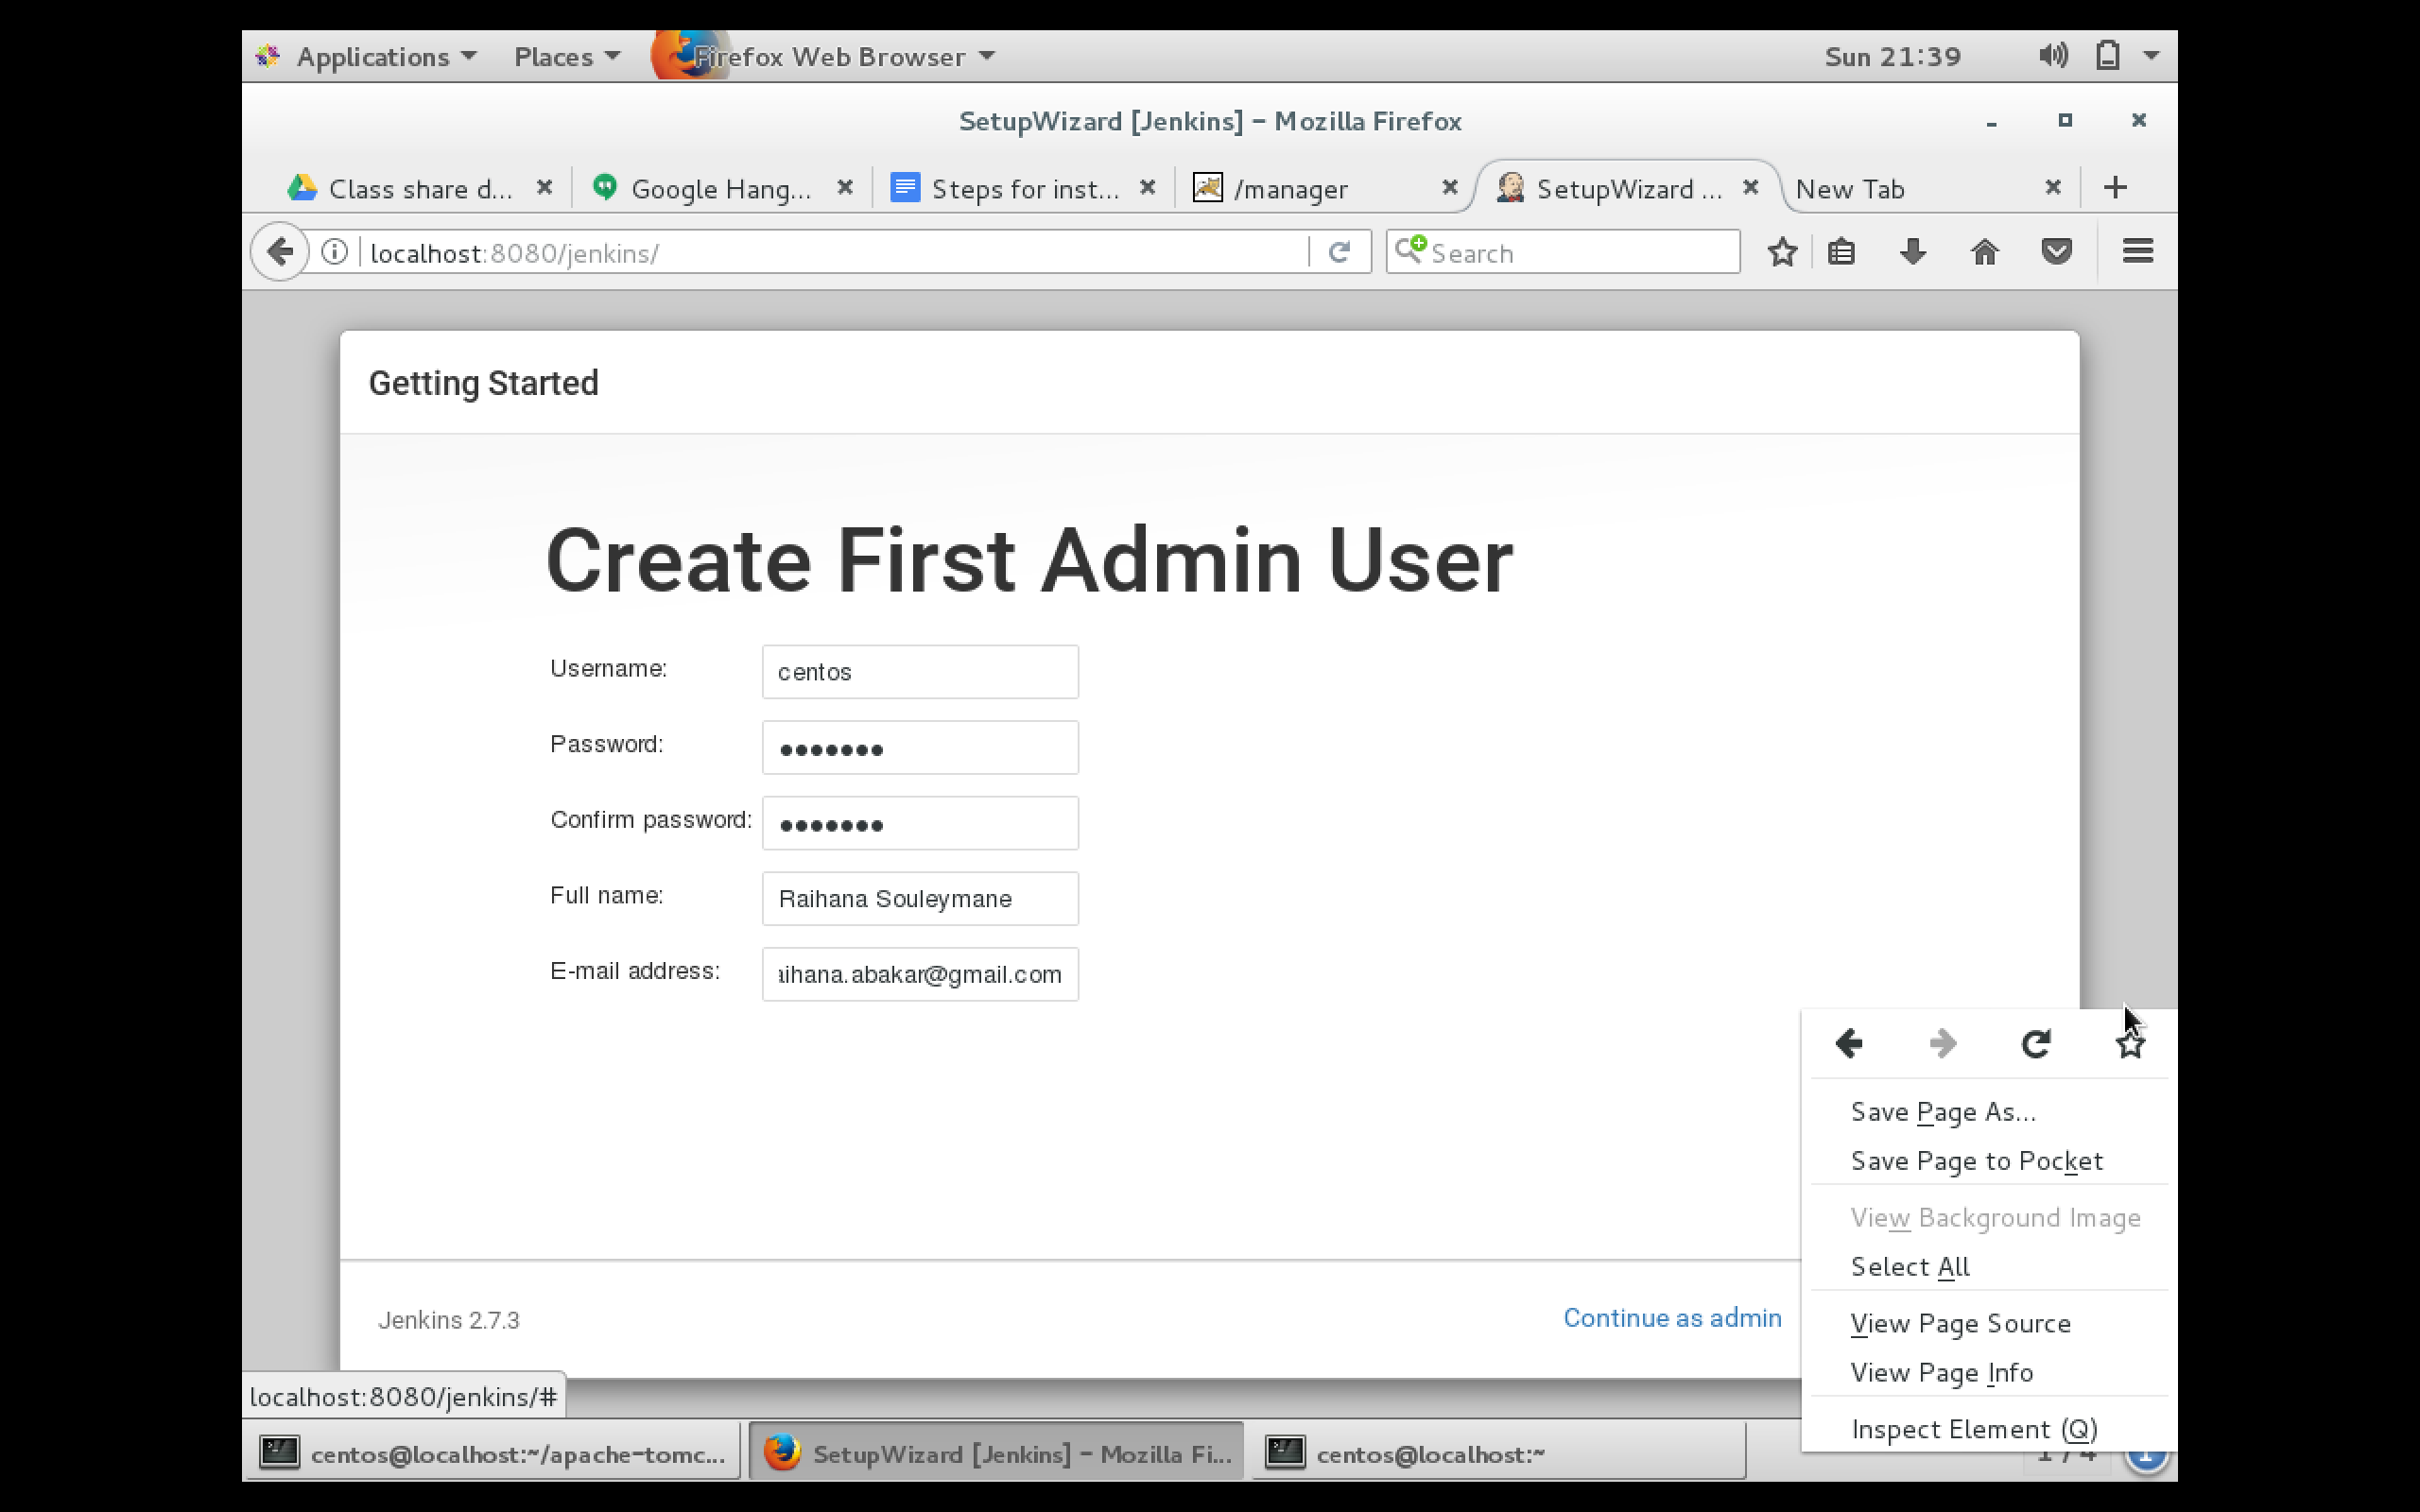 Applications Places Firefox Web Browser Sun 21:39
SetupWizard [Jenkins] – Mozilla Firefox
Class share d... Google Hang... Steps for inst... /manager SetupWizard ... New Tab
localhost:8080/jenkins/ Search
Getting Started
Create First Admin User
Username: centos
Password: •••••••
Confirm password: •••••••
Full name: Raihana Souleymane
E-mail address: aihana.abakar@gmail.com
Save Page As...
Save Page to Pocket
View Background Image
Select All
Jenkins 2.7.3 Continue as admin
View Page Source
View Page Info
localhost:8080/jenkins/#
Inspect Element (Q)
centos@localhost:~/apache-tomc... SetupWizard [Jenkins] – Mozilla Fi... centos@localhost:~